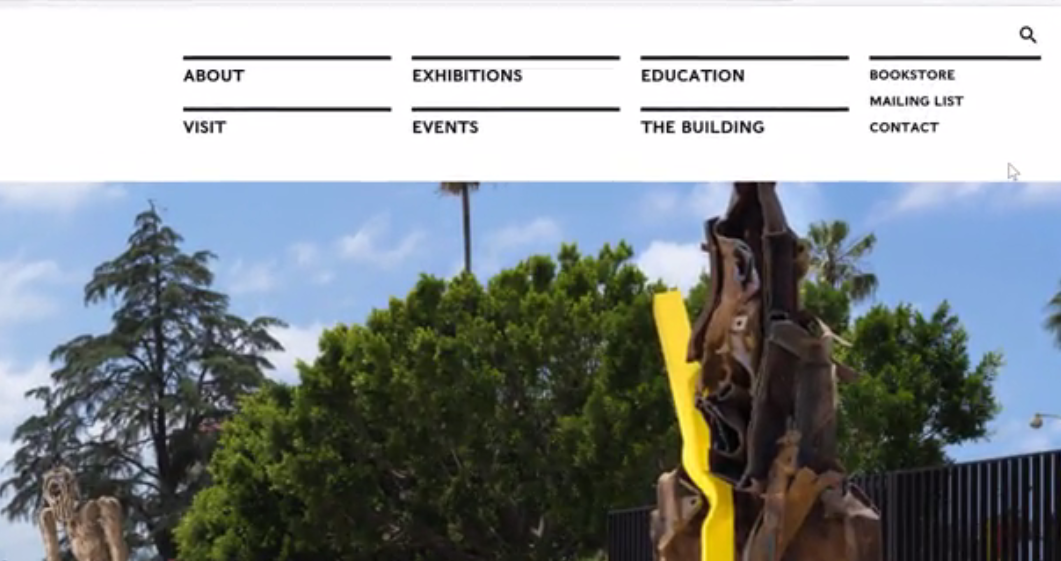 ABOUT
EXHIBITIONS
EDUCATION
BOOKSTORE
MAILING LIST
VISIT
EVENTS
THE BUILDING
CONTACT